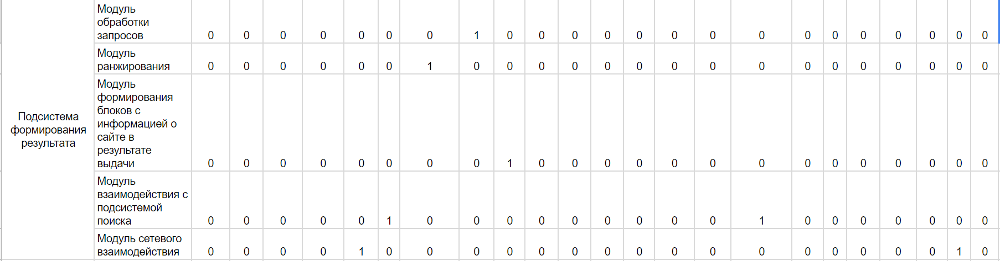 Подсистема
формирования
результата
Модуль
обработки
запросов 0 0 0 0 0 0 0 1 0 0 0 0 0 0 0 0 0 0 0 0 0 0 0
Модуль
ранжирования 0 0 0 0 0 0 1 0 0 0 0 0 0 0 0 0 0 0 0 0 0 0 0
Модуль
формирования
блоков с
информацией о
сайте в
результате
выдачи 0 0 0 0 0 0 0 0 1 0 0 0 0 0 0 0 0 0 0 0 0 0 0
Модуль
взаимодействия с
подсистемой
поиска 0 0 0 0 0 1 0 0 0 0 0 0 0 0 0 1 0 0 0 0 0 0 0
Модуль сетевого
взаимодействия 0 0 0 0 1 0 0 0 0 0 0 0 0 0 0 0 0 0 0 0 0 1 0